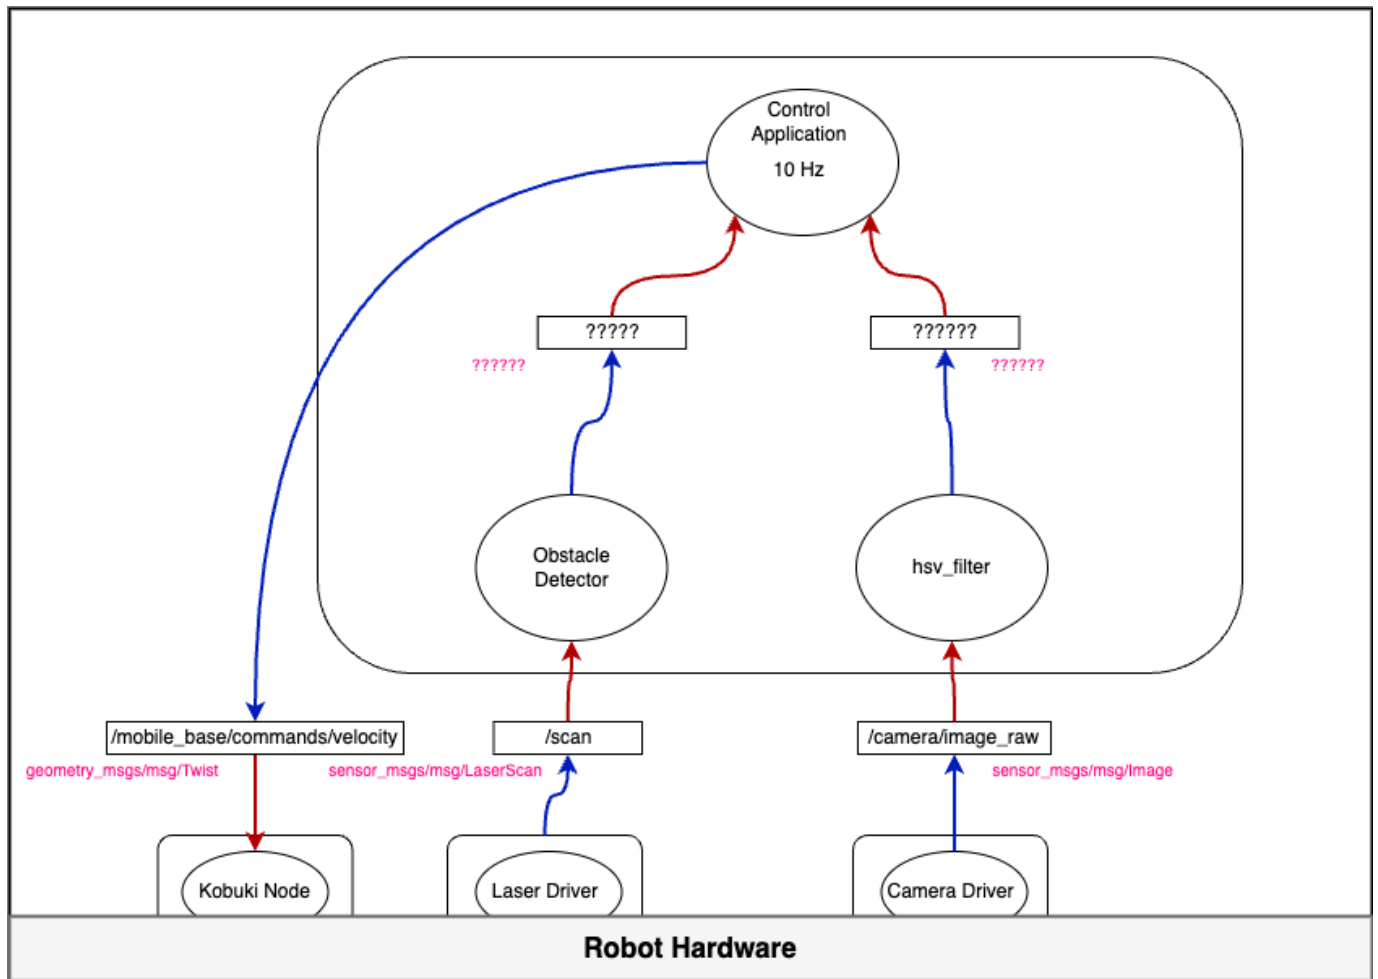 Control
Application
10 Hz
?????
??????
??????
??????
Obstacle
Detector
hsv_filter
/mobile_base/commands/velocity
/scan
/camera/image_raw
geometry_msgs/msg/Twist
sensor_msgs/msg/LaserScan
sensor_msgs/msg/Image
Kobuki Node
Laser Driver
Camera Driver
Robot Hardware